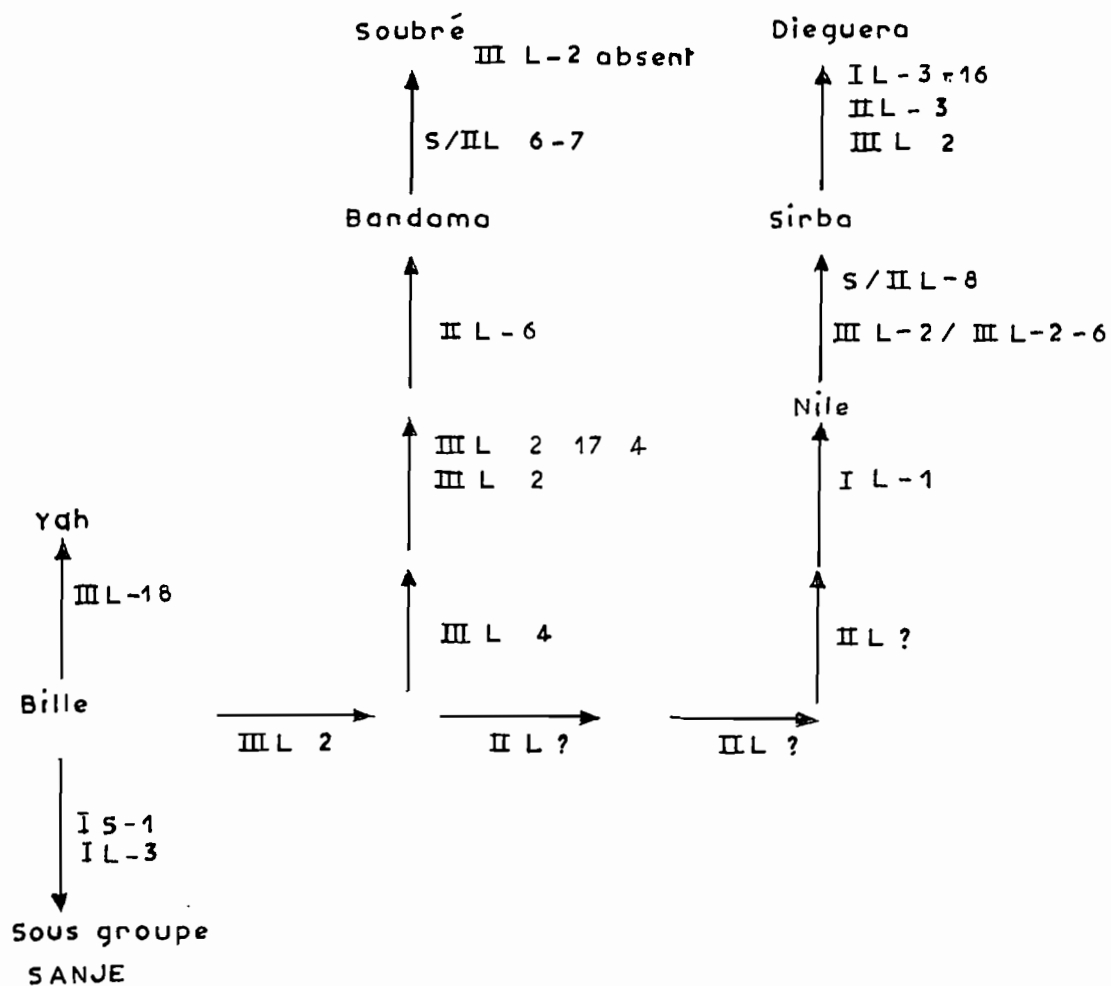 Soubré
III L-2 absent
Dieguera
I L-3-16
II L-3
III L 2
S/II L 6-7
Bandama
Sirba
S/II L-8
III L-2 / III L-2-6
II L-6
Nile
III L 2 17 4
III L 2
I L-1
Yah
III L-18
III L 4
II L ?
Bille
III L 2
II L ?
II L ?
I S-1
I L-3
Sous groupe
SANJE